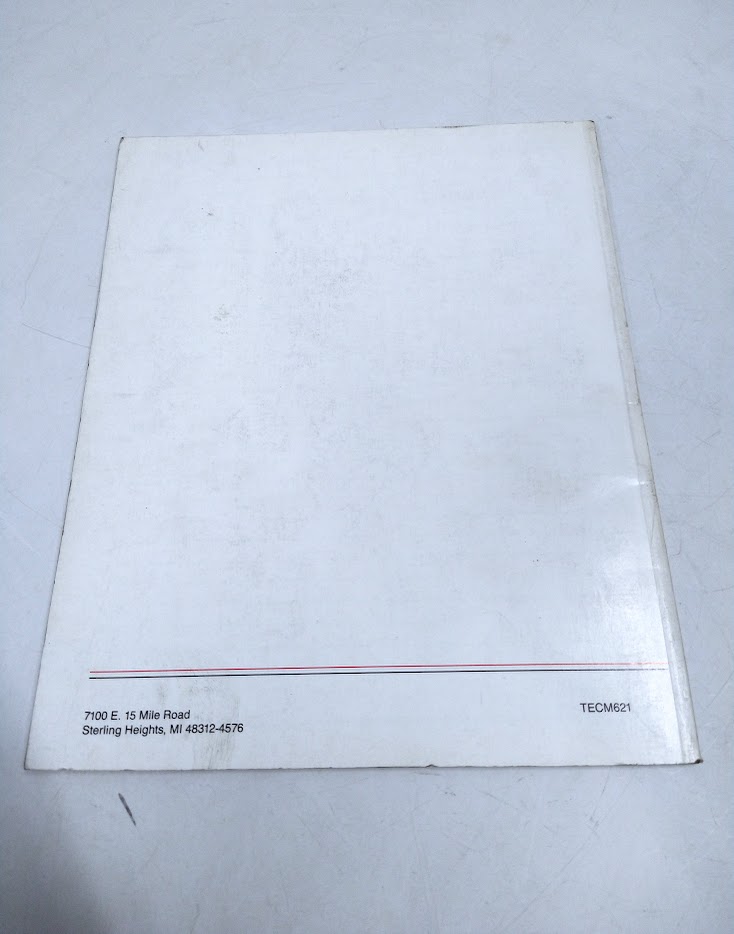 7100 E. 15 Mile Road
Sterling Heights, MI 48312-4576
TECM621